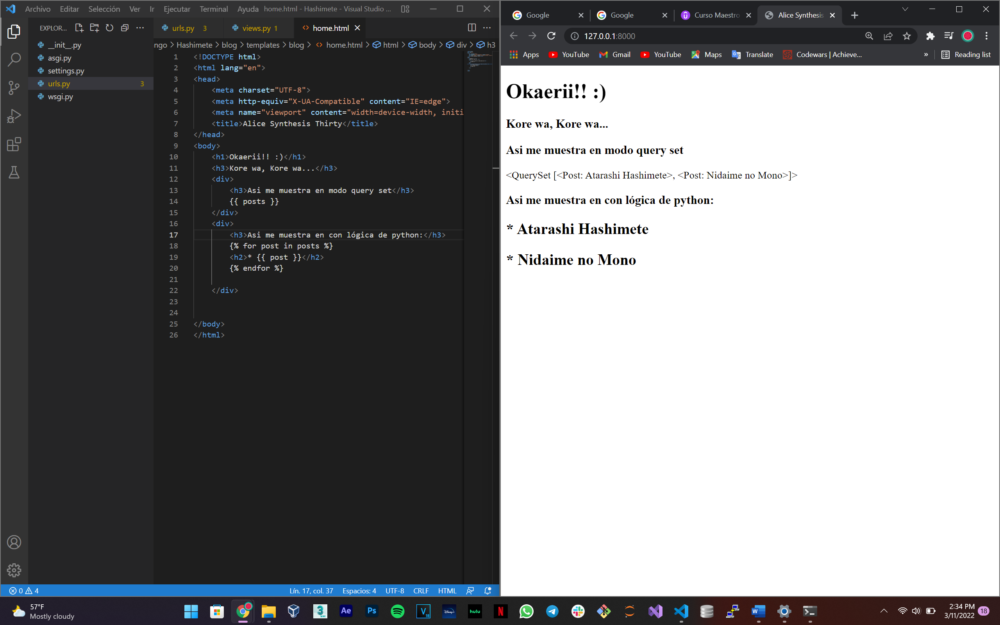 Archivo Editar Selección Ver Ir Ejecutar Terminal Ayuda home.html - Hashimete - Visual Studio ...
EXPLOR...
__init__.py
asgi.py
settings.py
urls.py 3
wsgi.py
urls.py 3 views.py 1 home.html
ngo > Hashimete > blog > templates > blog > home.html > html > body > div > h3
1 <!DOCTYPE html>
2 <html lang="en">
3 <head>
4 <meta charset="UTF-8">
5 <meta http-equiv="X-UA-Compatible" content="IE=edge">
6 <meta name="viewport" content="width=device-width, initi
7 <title>Alice Synthesis Thirty</title>
8 </head>
9 <body>
10 <h1>Okaerii!! :)</h1>
11 <h3>Kore wa, Kore wa...</h3>
12 <div>
13 <h3>Asi me muestra en modo query set</h3>
14 {{ posts }}
15 </div>
16 <div>
17 <h3>Asi me muestra en con lógica de python:</h3>
18 {% for post in posts %}
19 <h2>* {{ post }}</h2>
20 {% endfor %}
21
22 </div>
23
24
25 </body>
26 </html>
0 4 Lín. 17, col. 37 Espacios: 4 UTF-8 CRLF HTML
Google Google Curso Maestro Alice Synthesis
127.0.0.1:8000
Apps YouTube Gmail YouTube Maps Translate Codewars | Achieve... » Reading list
Okaerii!! :)
Kore wa, Kore wa...
Asi me muestra en modo query set
<QuerySet [<Post: Atarashi Hashimete>, <Post: Nidaime no Mono>]>
Asi me muestra en con lógica de python:
* Atarashi Hashimete
* Nidaime no Mono
57°F
Mostly cloudy
3 MAX Ae Ps V 18 Disney+ hulu N W
2:34 PM
3/11/2022 18